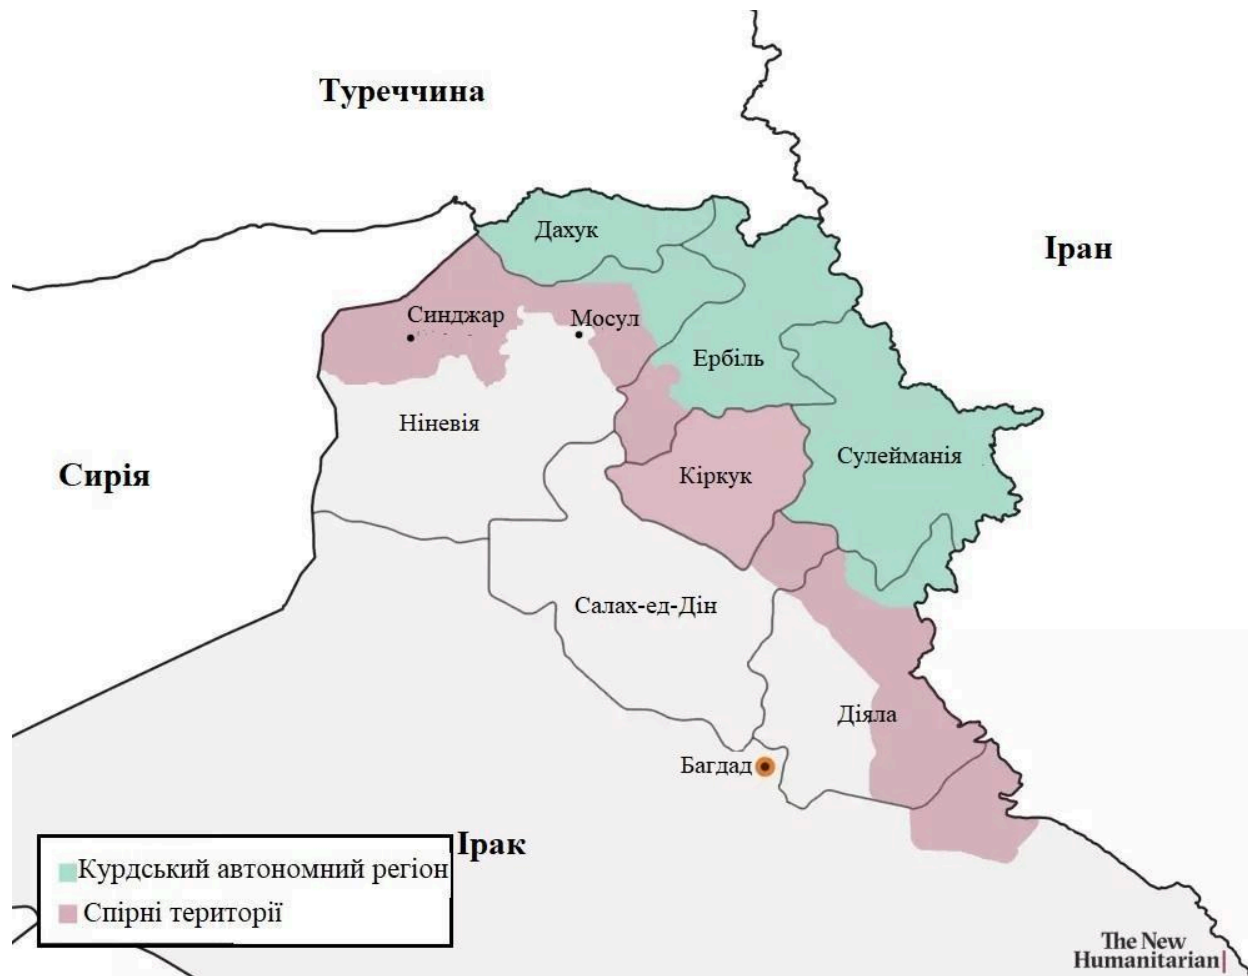 Туреччина
Дахук
Іран
Синджар
Мосул
Ербіль
Ніневія
Сулейманія
Сирія
Кіркук
Салах-ед-Дін
Діяла
Багдад
Ірак
Курдський автономний регіон
Спірні території
The New
Humanitarian